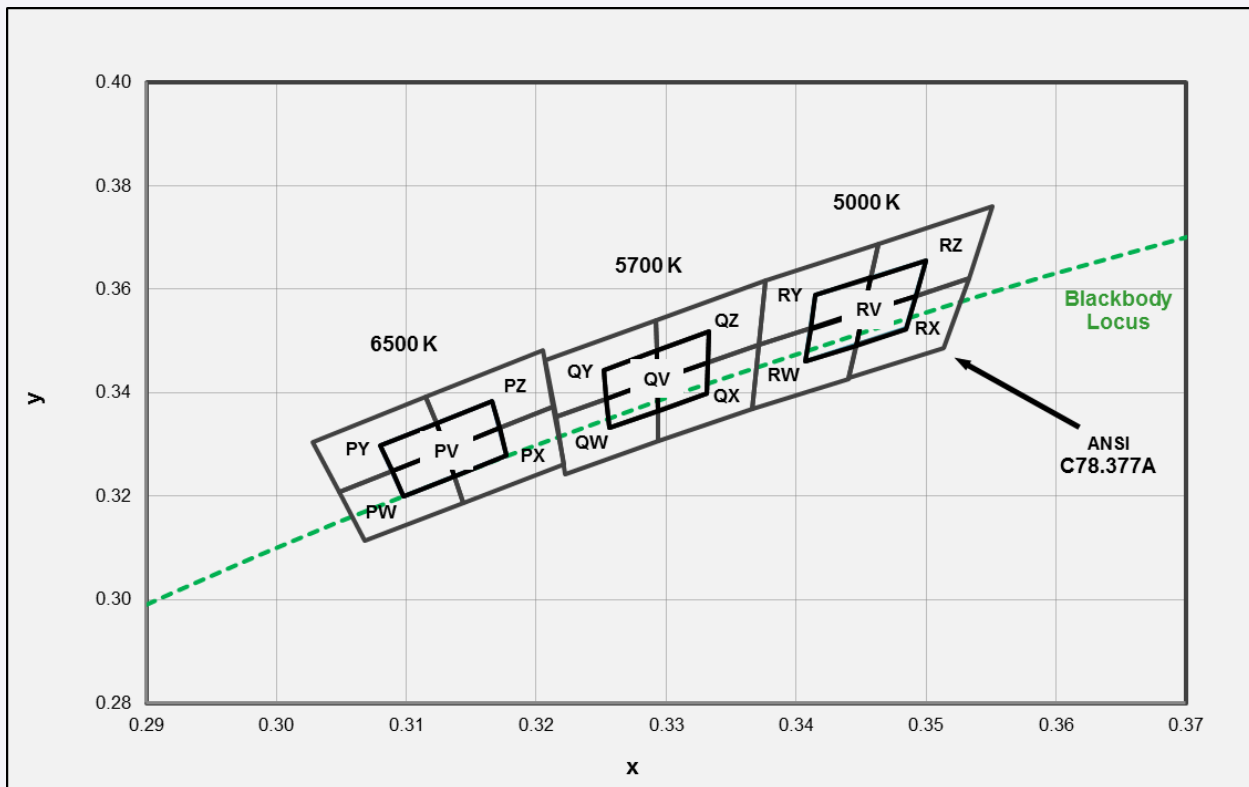 0.40
0.38
0.36
0.34
0.32
0.30
0.28
y
0.29
0.30
0.31
0.32
0.33
0.34
0.35
0.36
0.37
x
6500 K
5700 K
5000 K
PY
PZ
PV
PX
PW
QY
QZ
QV
QX
QW
RY
RZ
RV
RX
RW
Blackbody
Locus
ANSI
C78.377A